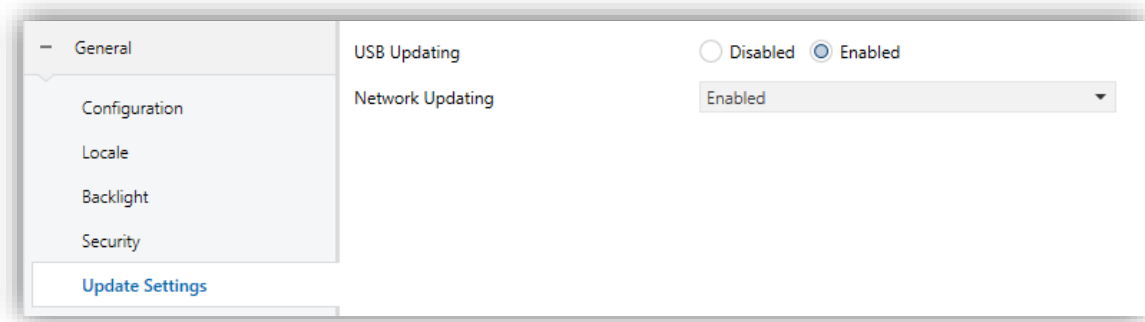 General
Configuration
Locale
Backlight
Security
Update Settings
USB Updating Disabled Enabled
Network Updating Enabled